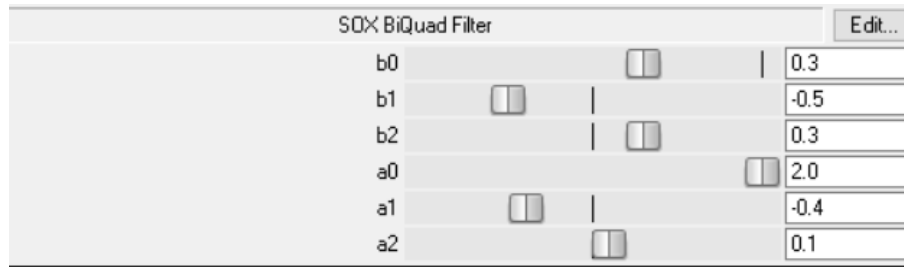 SOX BiQuad Filter Edit...
b0 0.3
b1 -0.5
b2 0.3
a0 2.0
a1 -0.4
a2 0.1